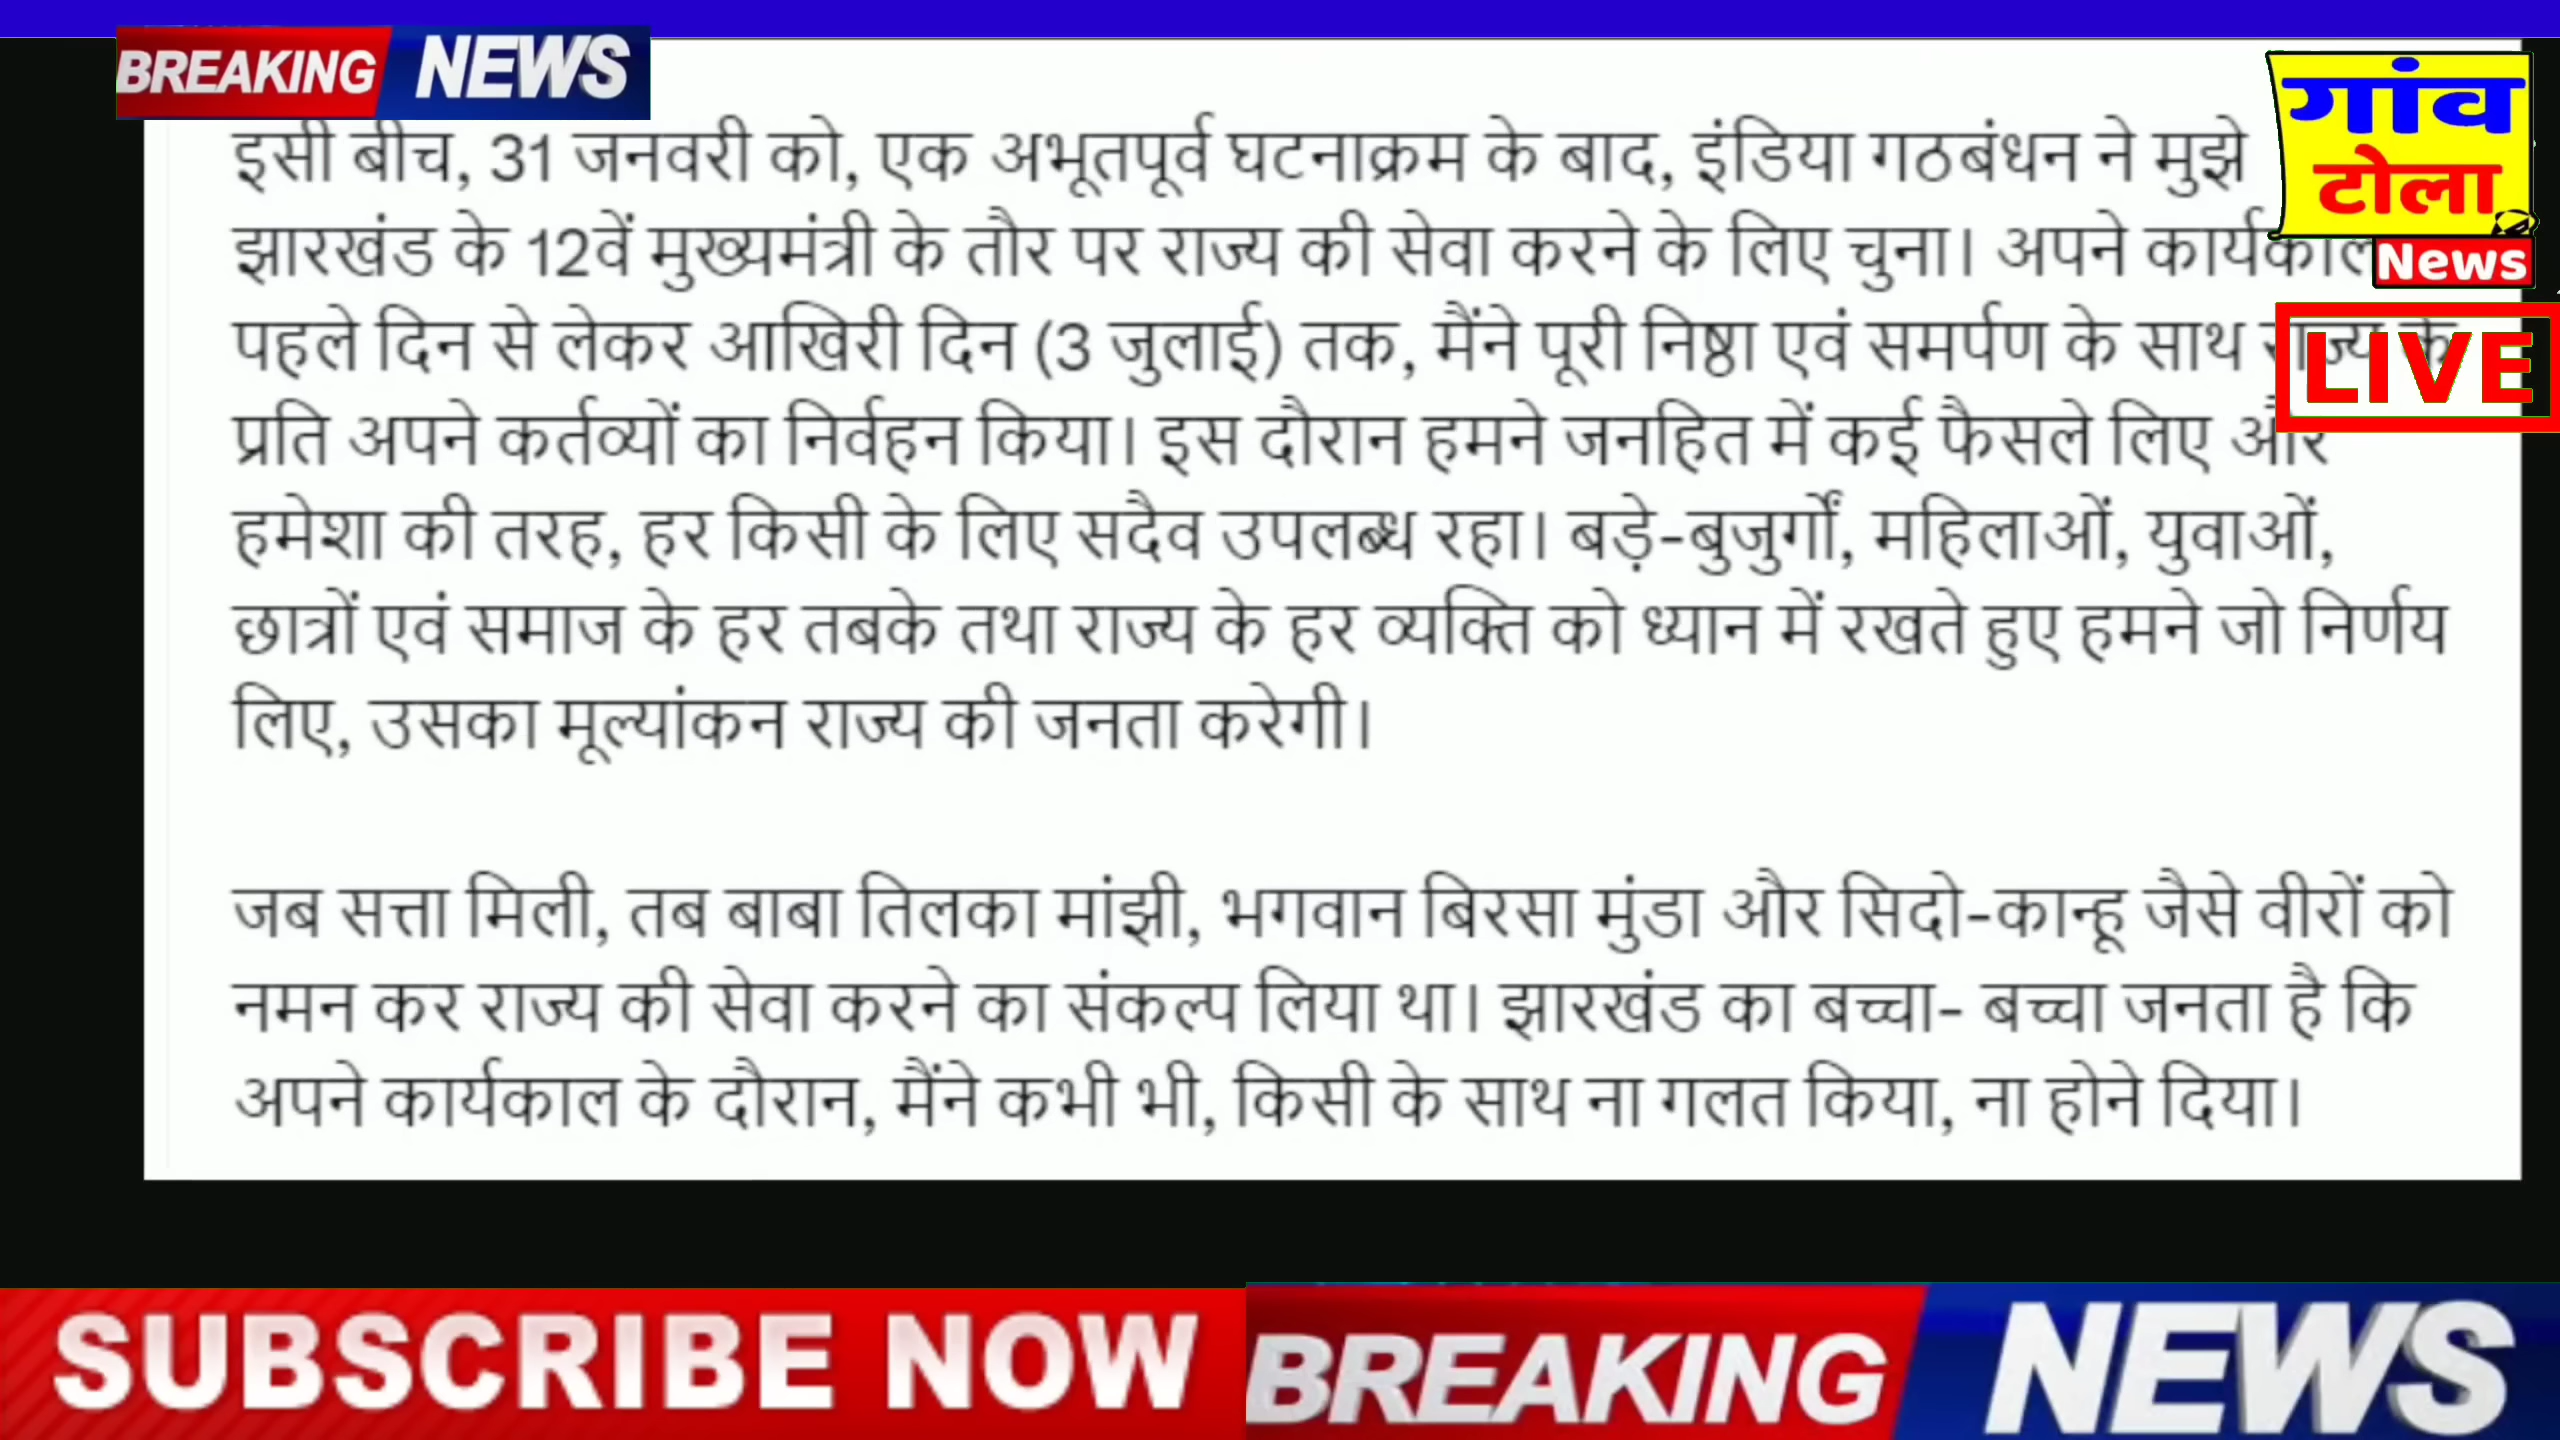 BREAKING NEWS
गांव
टोला
News
LIVE
इसी बीच, 31 जनवरी को, एक अभूतपूर्व घटनाक्रम के बाद, इंडिया गठबंधन ने मुझे
झारखंड के 12वें मुख्यमंत्री के तौर पर राज्य की सेवा करने के लिए चुना। अपने कार्यकाल
पहले दिन से लेकर आखिरी दिन (3 जुलाई) तक, मैंने पूरी निष्ठा एवं समर्पण के साथ राज्य के
प्रति अपने कर्तव्यों का निर्वहन किया। इस दौरान हमने जनहित में कई फैसले लिए और
हमेशा की तरह, हर किसी के लिए सदैव उपलब्ध रहा। बड़े-बुजुर्गों, महिलाओं, युवाओं,
छात्रों एवं समाज के हर तबके तथा राज्य के हर व्यक्ति को ध्यान में रखते हुए हमने जो निर्णय
लिए, उसका मूल्यांकन राज्य की जनता करेगी।
जब सत्ता मिली, तब बाबा तिलका मांझी, भगवान बिरसा मुंडा और सिदो-कान्हू जैसे वीरों को
नमन कर राज्य की सेवा करने का संकल्प लिया था। झारखंड का बच्चा- बच्चा जनता है कि
अपने कार्यकाल के दौरान, मैंने कभी भी, किसी के साथ ना गलत किया, ना होने दिया।
SUBSCRIBE NOW BREAKING NEWS